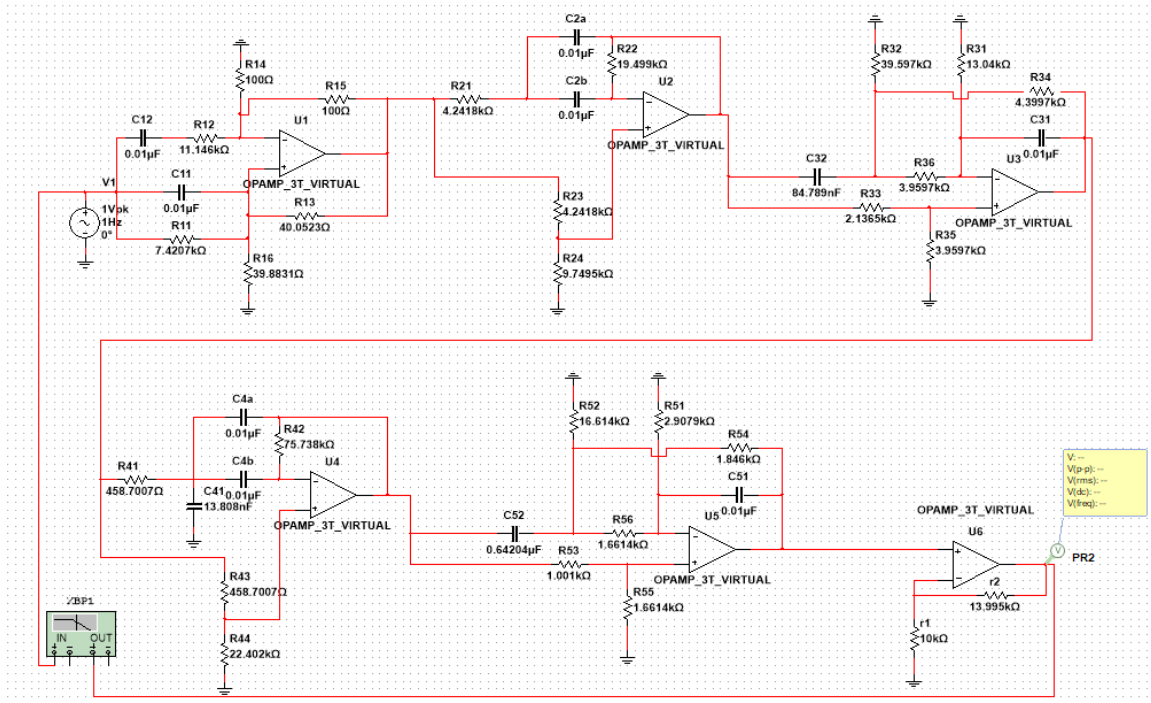 C2a
0.01µF
R22
19.499kΩ
U2
R14
100Ω
R15
100Ω
R21
4.2418kΩ
C2b
0.01µF
OPAMP_3T_VIRTUAL
R32
39.597kΩ
R31
13.04kΩ
R34
4.3997kΩ
C31
0.01µF
U3
C12
0.01µF
R12
11.146kΩ
U1
OPAMP_3T_VIRTUAL
V1
1Vpk
1Hz
0°
C11
0.01µF
R11
7.4207kΩ
R13
40.0523Ω
R16
39.8831Ω
R23
4.2418kΩ
R24
9.7495kΩ
C32
84.789nF
R36
3.9597kΩ
R33
2.1365kΩ
OPAMP_3T_VIRTUAL
R35
3.9597kΩ
C4a
0.01µF
R42
75.738kΩ
U4
R41
458.7007Ω
C4b
0.01µF
C41
13.808nF
OPAMP_3T_VIRTUAL
R43
458.7007Ω
R44
22.402kΩ
R52
16.614kΩ
R51
2.9079kΩ
R54
1.846kΩ
C51
0.01µF
U5
C52
0.64204µF
R56
1.6614kΩ
R53
1.001kΩ
OPAMP_3T_VIRTUAL
R55
1.6614kΩ
V: --
V(p-p): --
V(rms): --
V(dc): --
V(freq): --
OPAMP_3T_VIRTUAL
U6
V
PR2
r2
13.995kΩ
r1
10kΩ
XBP1
IN
OUT